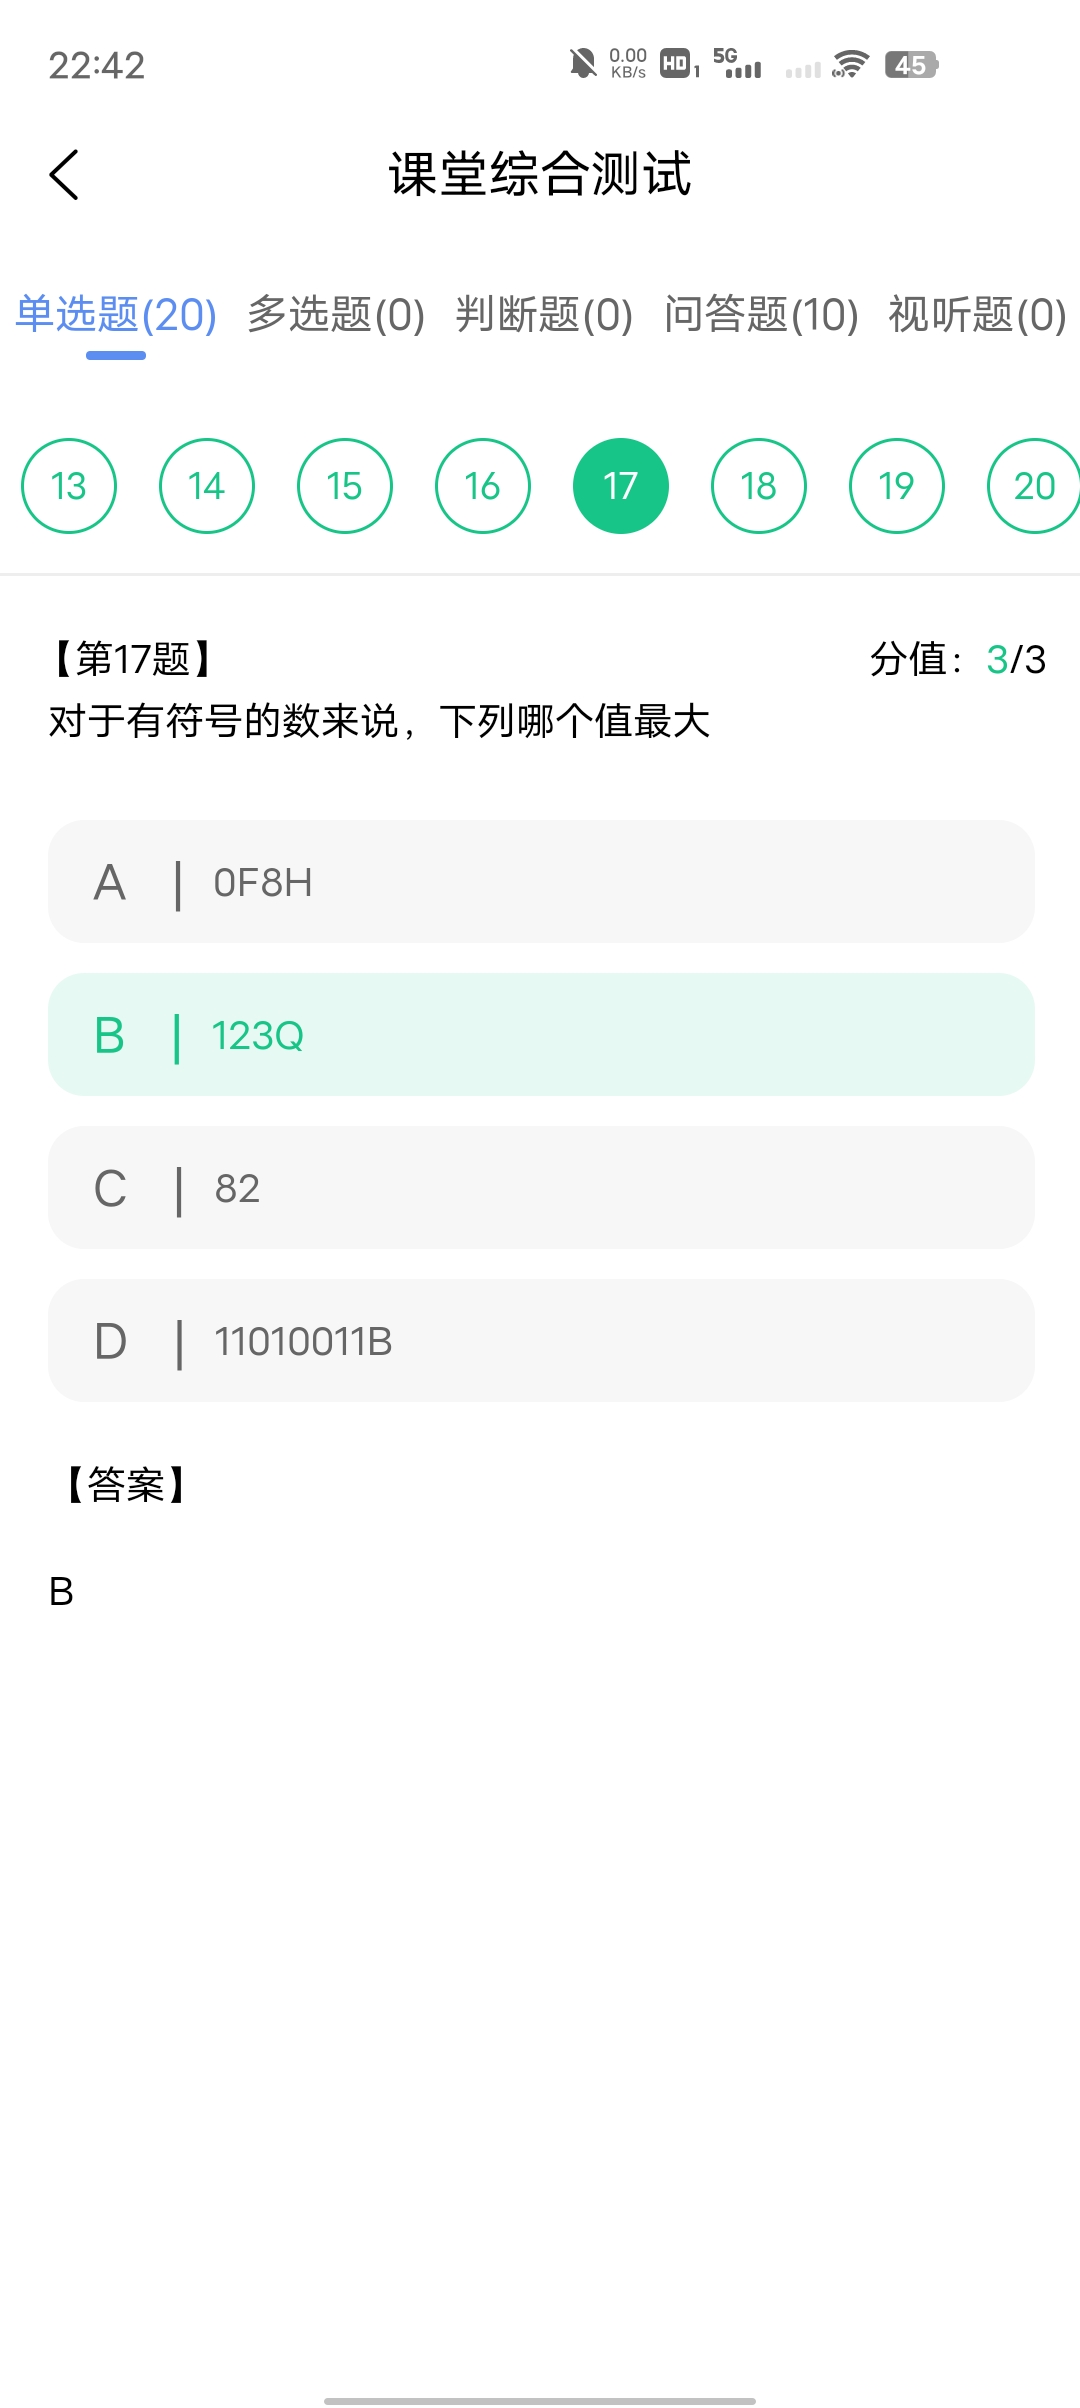 22:42
0.00 KB/s HD 1 5G 45
课堂综合测试
单选题(20) 多选题(0) 判断题(0) 问答题(10) 视听题(0)
13 14 15 16 17 18 19 20
【第17题】 分值：3/3
对于有符号的数来说，下列哪个值最大
A | 0F8H
B | 123Q
C | 82
D | 11010011B
【答案】
B